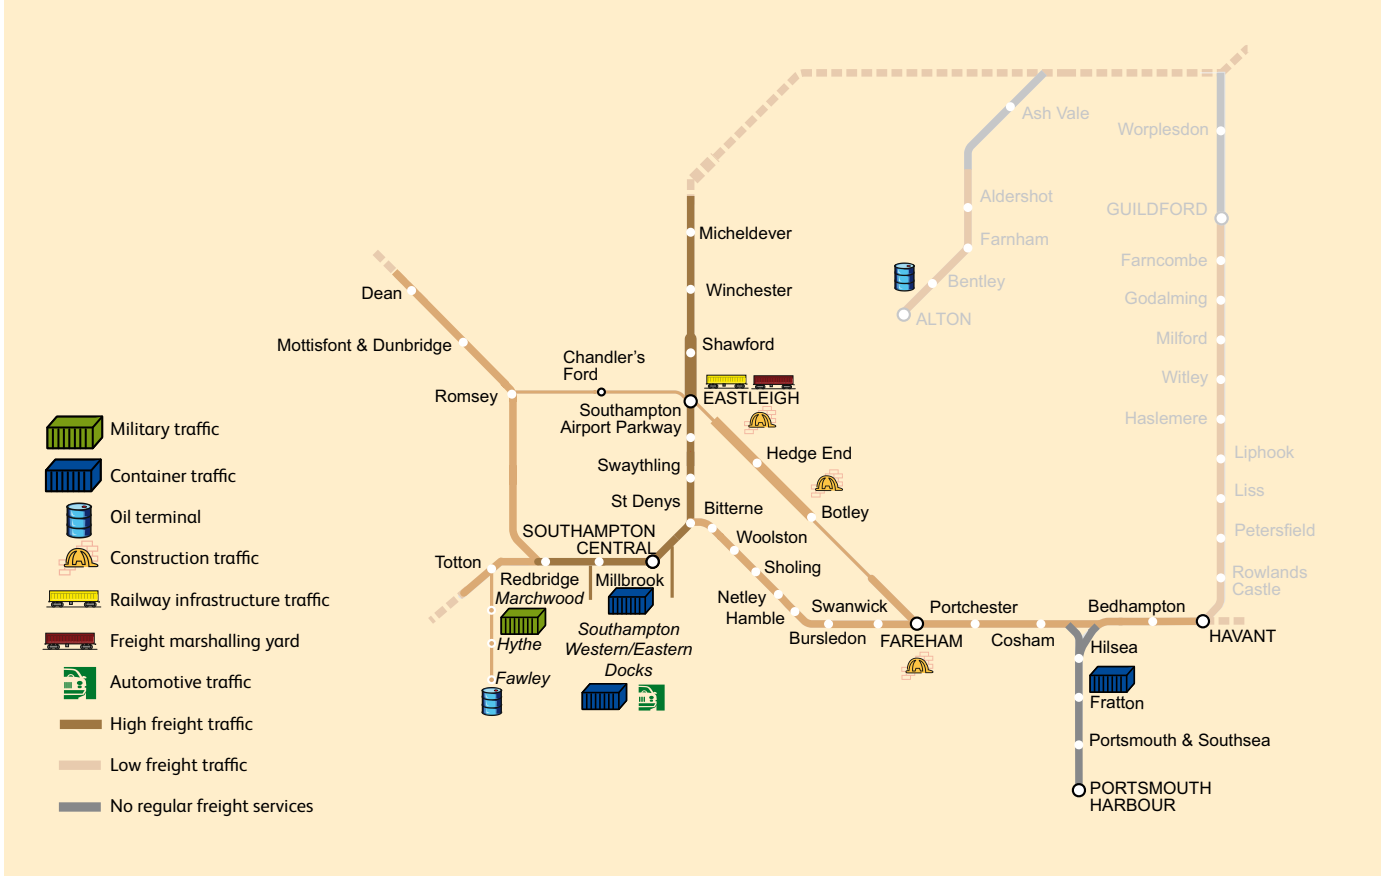 Ash Vale
Worplesdon
Aldershot
GUILDFORD
Micheldever
Farnham
Farncombe
Dean
Winchester
Bentley
Godalming
ALTON
Mottisfont & Dunbridge
Shawford
Milford
Chandler's
Ford
Witley
Romsey
EASTLEIGH
Southampton
Airport Parkway
Haslemere
Military traffic
Hedge End
Liphook
Container traffic
Swaythling
Liss
St Denys
Bitterne
Botley
Oil terminal
SOUTHAMPTON
CENTRAL
Woolston
Petersfield
Construction traffic
Totton
Redbridge
Millbrook
Sholing
Rowlands
Castle
Railway infrastructure traffic
Marchwood
Netley
Hamble
Swanwick
Portchester
Bedhampton
Freight marshalling yard
Hythe
Southampton
Western/Eastern
Docks
Bursledon
FAREHAM
Cosham
Hilsea
HAVANT
Automotive traffic
Fawley
Fratton
High freight traffic
Portsmouth & Southsea
Low freight traffic
PORTSMOUTH
HARBOUR
No regular freight services